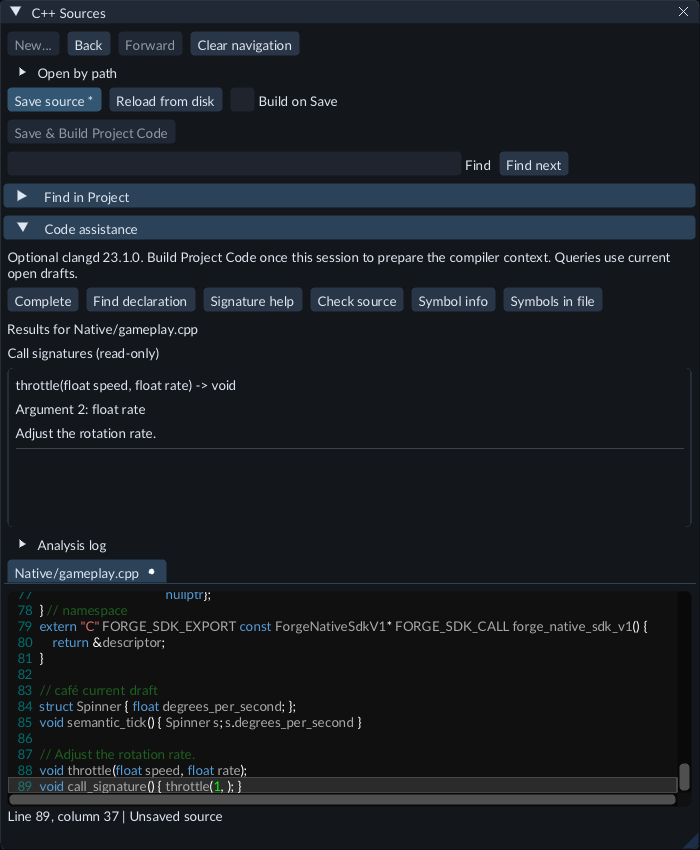 C++ Sources
New... Back Forward Clear navigation
Open by path
Save source * Reload from disk Build on Save
Save & Build Project Code
Find Find next
Find in Project
Code assistance
Optional clangd 23.1.0. Build Project Code once this session to prepare the compiler context. Queries use current
open drafts.
Complete Find declaration Signature help Check source Symbol info Symbols in file
Results for Native/gameplay.cpp
Call signatures (read-only)
throttle(float speed, float rate) -> void
Argument 2: float rate
Adjust the rotation rate.
Analysis log
Native/gameplay.cpp
77 nullptr};
78 } // namespace
79 extern "C" FORGE_SDK_EXPORT const ForgeNativeSdkV1* FORGE_SDK_CALL forge_native_sdk_v1() {
80 return &descriptor;
81 }
82
83 // café current draft
84 struct Spinner { float degrees_per_second; };
85 void semantic_tick() { Spinner s; s.degrees_per_second }
86
87 // Adjust the rotation rate.
88 void throttle(float speed, float rate);
89 void call_signature() { throttle(1, ); }
Line 89, column 37 | Unsaved source